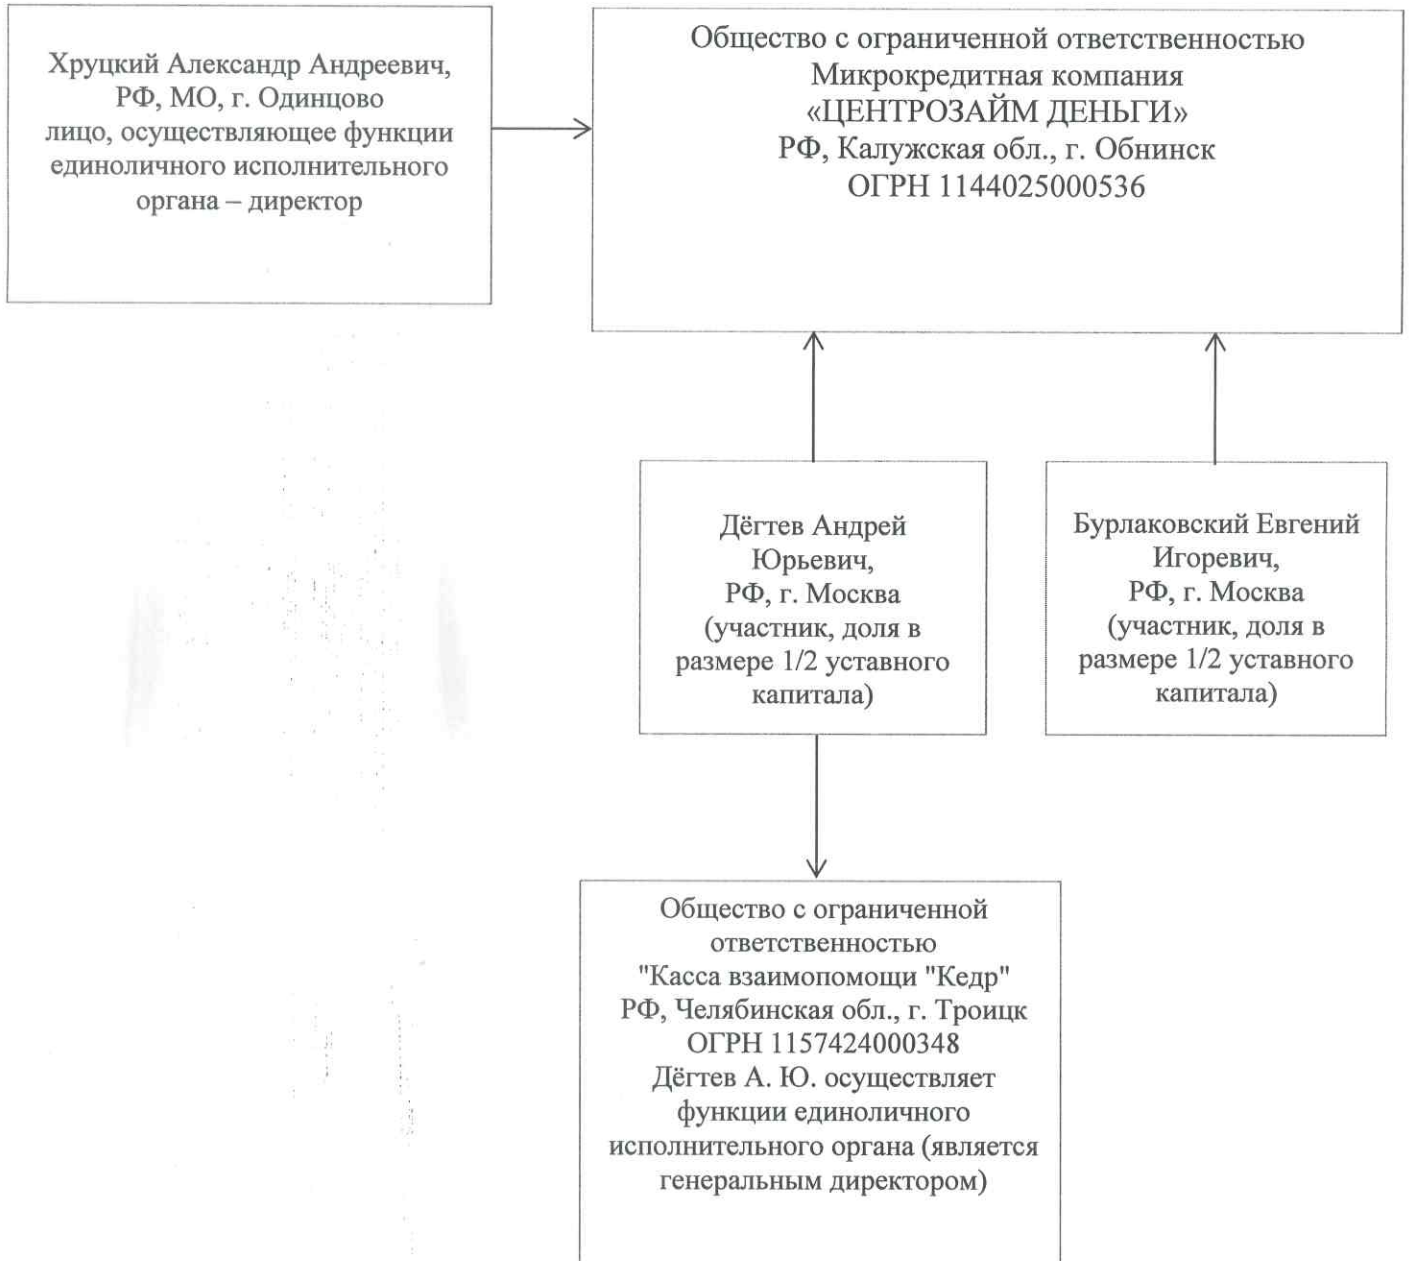 Хруцкий Александр Андреевич,
РФ, МО, г. Одинцово
лицо, осуществляющее функции
единоличного исполнительного
органа – директор
Общество с ограниченной ответственностью
Микрокредитная компания
«ЦЕНТРОЗАЙМ ДЕНЬГИ»
РФ, Калужская обл., г. Обнинск
ОГРН 1144025000536
Дёгтев Андрей
Юрьевич,
РФ, г. Москва
(участник, доля в
размере 1/2 уставного
капитала)
Бурлаковский Евгений
Игоревич,
РФ, г. Москва
(участник, доля в
размере 1/2 уставного
капитала)
Общество с ограниченной
ответственностью
"Касса взаимопомощи "Кедр"
РФ, Челябинская обл., г. Троицк
ОГРН 1157424000348
Дёгтев А. Ю. осуществляет
функции единоличного
исполнительного органа (является
генеральным директором)